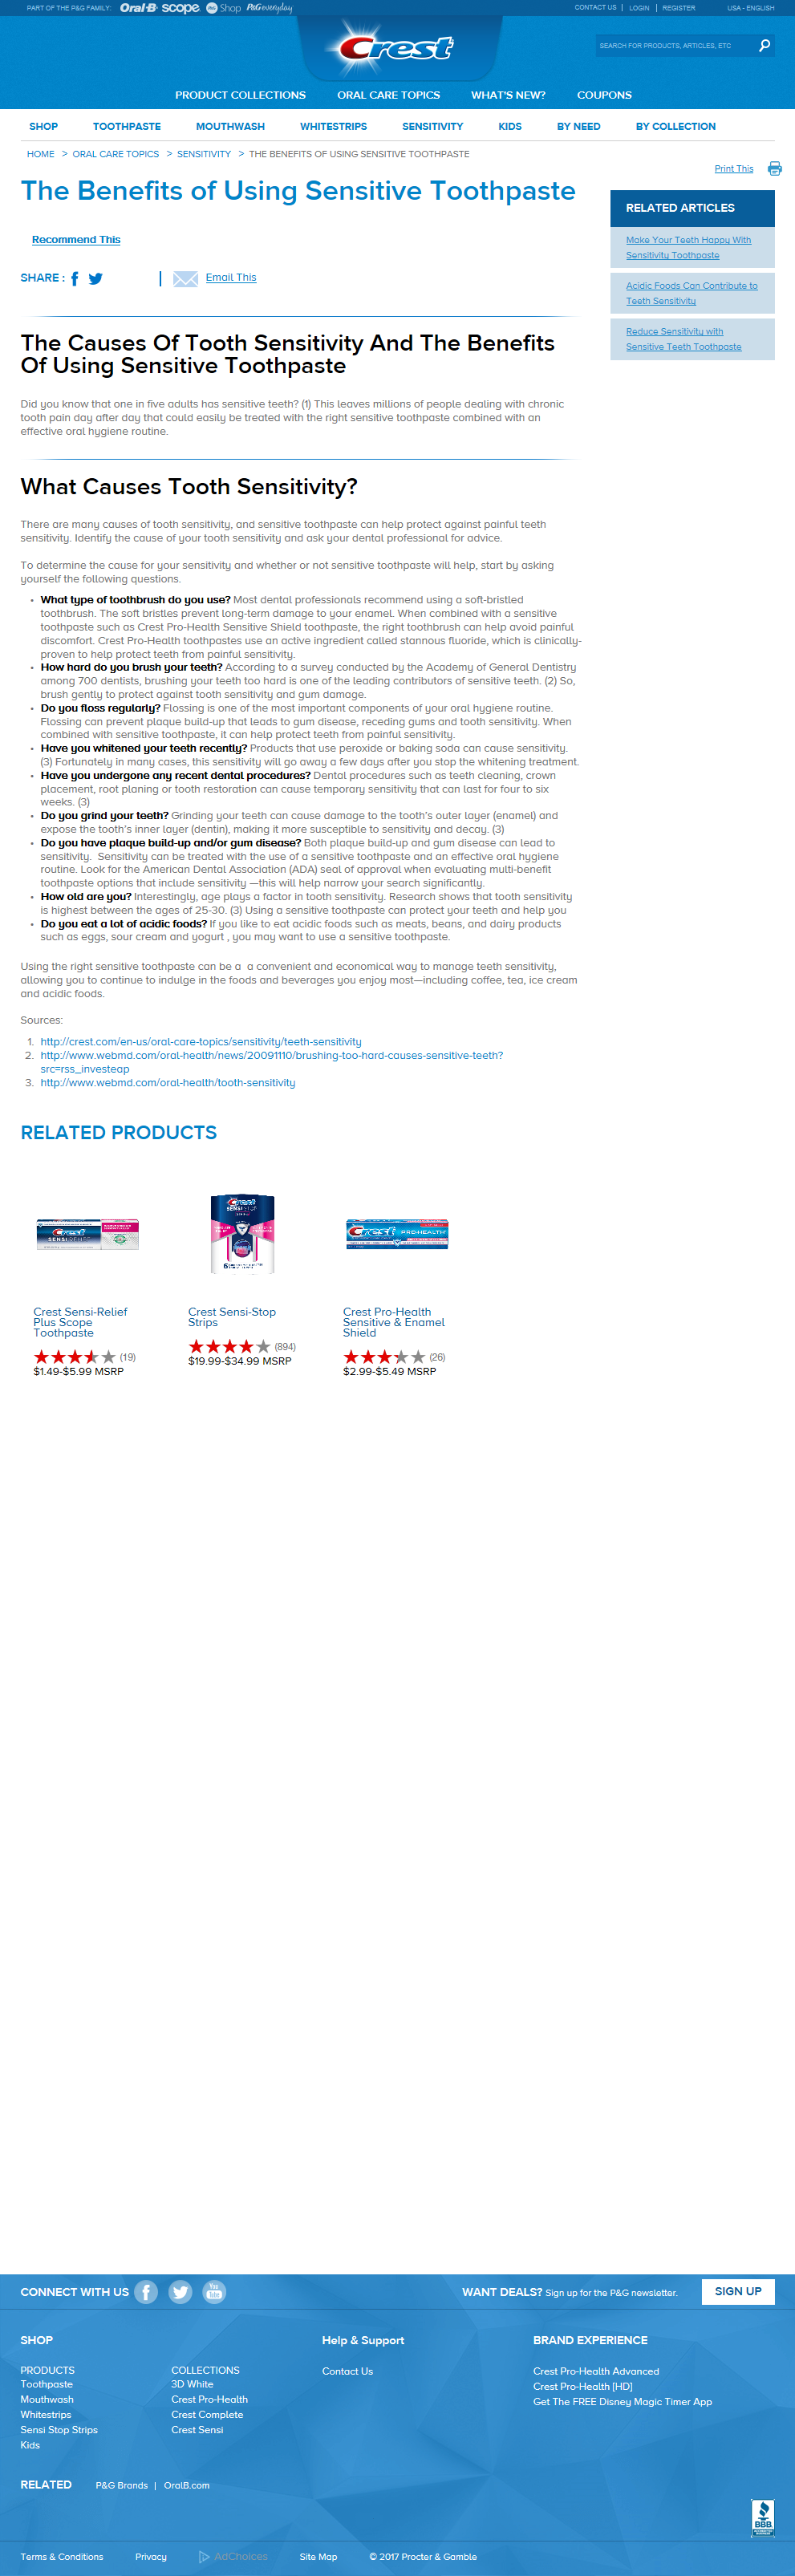 PART OF THE P&G FAMILY: Oral-B scope P&G Shop P&G everyday
CONTACT US | LOGIN | REGISTER USA - ENGLISH
Crest
SEARCH FOR PRODUCTS, ARTICLES, ETC
PRODUCT COLLECTIONS ORAL CARE TOPICS WHAT'S NEW? COUPONS
SHOP TOOTHPASTE MOUTHWASH WHITESTRIPS SENSITIVITY KIDS BY NEED BY COLLECTION
HOME > ORAL CARE TOPICS > SENSITIVITY > THE BENEFITS OF USING SENSITIVE TOOTHPASTE
Print This
The Benefits of Using Sensitive Toothpaste
Recommend This
SHARE : | Email This
RELATED ARTICLES
Make Your Teeth Happy With
Sensitivity Toothpaste
Acidic Foods Can Contribute to
Teeth Sensitivity
Reduce Sensitivity with
Sensitive Teeth Toothpaste
The Causes Of Tooth Sensitivity And The Benefits
Of Using Sensitive Toothpaste
Did you know that one in five adults has sensitive teeth? (1) This leaves millions of people dealing with chronic
tooth pain day after day that could easily be treated with the right sensitive toothpaste combined with an
effective oral hygiene routine.
What Causes Tooth Sensitivity?
There are many causes of tooth sensitivity, and sensitive toothpaste can help protect against painful teeth
sensitivity. Identify the cause of your tooth sensitivity and ask your dental professional for advice.
To determine the cause for your sensitivity and whether or not sensitive toothpaste will help, start by asking
yourself the following questions.
• What type of toothbrush do you use? Most dental professionals recommend using a soft-bristled
toothbrush. The soft bristles prevent long-term damage to your enamel. When combined with a sensitive
toothpaste such as Crest Pro-Health Sensitive Shield toothpaste, the right toothbrush can help avoid painful
discomfort. Crest Pro-Health toothpastes use an active ingredient called stannous fluoride, which is clinically-
proven to help protect teeth from painful sensitivity.
• How hard do you brush your teeth? According to a survey conducted by the Academy of General Dentistry
among 700 dentists, brushing your teeth too hard is one of the leading contributors of sensitive teeth. (2) So,
brush gently to protect against tooth sensitivity and gum damage.
• Do you floss regularly? Flossing is one of the most important components of your oral hygiene routine.
Flossing can prevent plaque build-up that leads to gum disease, receding gums and tooth sensitivity. When
combined with sensitive toothpaste, it can help protect teeth from painful sensitivity.
• Have you whitened your teeth recently? Products that use peroxide or baking soda can cause sensitivity.
(3) Fortunately in many cases, this sensitivity will go away a few days after you stop the whitening treatment.
• Have you undergone any recent dental procedures? Dental procedures such as teeth cleaning, crown
placement, root planing or tooth restoration can cause temporary sensitivity that can last for four to six
weeks. (3)
• Do you grind your teeth? Grinding your teeth can cause damage to the tooth's outer layer (enamel) and
expose the tooth's inner layer (dentin), making it more susceptible to sensitivity and decay. (3)
• Do you have plaque build-up and/or gum disease? Both plaque build-up and gum disease can lead to
sensitivity. Sensitivity can be treated with the use of a sensitive toothpaste and an effective oral hygiene
routine. Look for the American Dental Association (ADA) seal of approval when evaluating multi-benefit
toothpaste options that include sensitivity —this will help narrow your search significantly.
• How old are you? Interestingly, age plays a factor in tooth sensitivity. Research shows that tooth sensitivity
is highest between the ages of 25-30. (3) Using a sensitive toothpaste can protect your teeth and help you
• Do you eat a lot of acidic foods? If you like to eat acidic foods such as meats, beans, and dairy products
such as eggs, sour cream and yogurt , you may want to use a sensitive toothpaste.
Using the right sensitive toothpaste can be a a convenient and economical way to manage teeth sensitivity,
allowing you to continue to indulge in the foods and beverages you enjoy most—including coffee, tea, ice cream
and acidic foods.
Sources:
1. http://crest.com/en-us/oral-care-topics/sensitivity/teeth-sensitivity
2. http://www.webmd.com/oral-health/news/20091110/brushing-too-hard-causes-sensitive-teeth?
src=rss_investeap
3. http://www.webmd.com/oral-health/tooth-sensitivity
RELATED PRODUCTS
Crest
SENSI
Crest
SENSI-STOP
Crest PRO-HEALTH
Crest Sensi-Relief
Plus Scope
Toothpaste
(19)
$1.49-$5.99 MSRP
Crest Sensi-Stop
Strips
(894)
$19.99-$34.99 MSRP
Crest Pro-Health
Sensitive & Enamel
Shield
(26)
$2.99-$5.49 MSRP
CONNECT WITH US You Tube
WANT DEALS? Sign up for the P&G newsletter. SIGN UP
SHOP
PRODUCTS
Toothpaste
Mouthwash
Whitestrips
Sensi Stop Strips
Kids
COLLECTIONS
3D White
Crest Pro-Health
Crest Complete
Crest Sensi
Help & Support
Contact Us
BRAND EXPERIENCE
Crest Pro-Health Advanced
Crest Pro-Health [HD]
Get The FREE Disney Magic Timer App
RELATED P&G Brands | OralB.com
BBB
Terms & Conditions Privacy AdChoices Site Map © 2017 Procter & Gamble